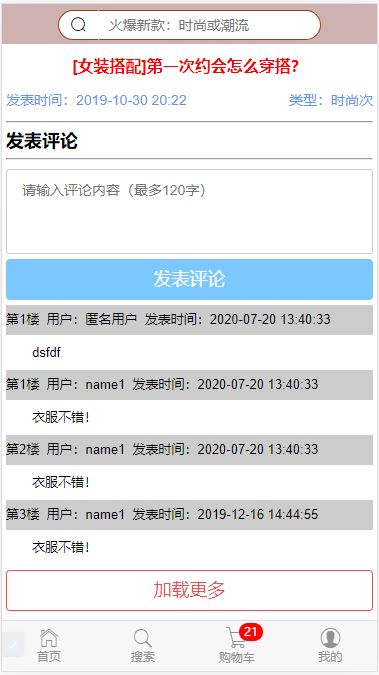 火爆新款：时尚或潮流
[女装搭配]第一次约会怎么穿搭?
发表时间：2019-10-30 20:22 类型：时尚次
发表评论
请输入评论内容（最多120字）
发表评论
第1楼 用户：匿名用户 发表时间：2020-07-20 13:40:33
dsfdf
第1楼 用户：name1 发表时间：2020-07-20 13:40:33
衣服不错!
第2楼 用户：name1 发表时间：2020-07-20 13:40:33
衣服不错!
第3楼 用户：name1 发表时间：2019-12-16 14:44:55
衣服不错!
加载更多
21
首页 搜索 购物车 我的